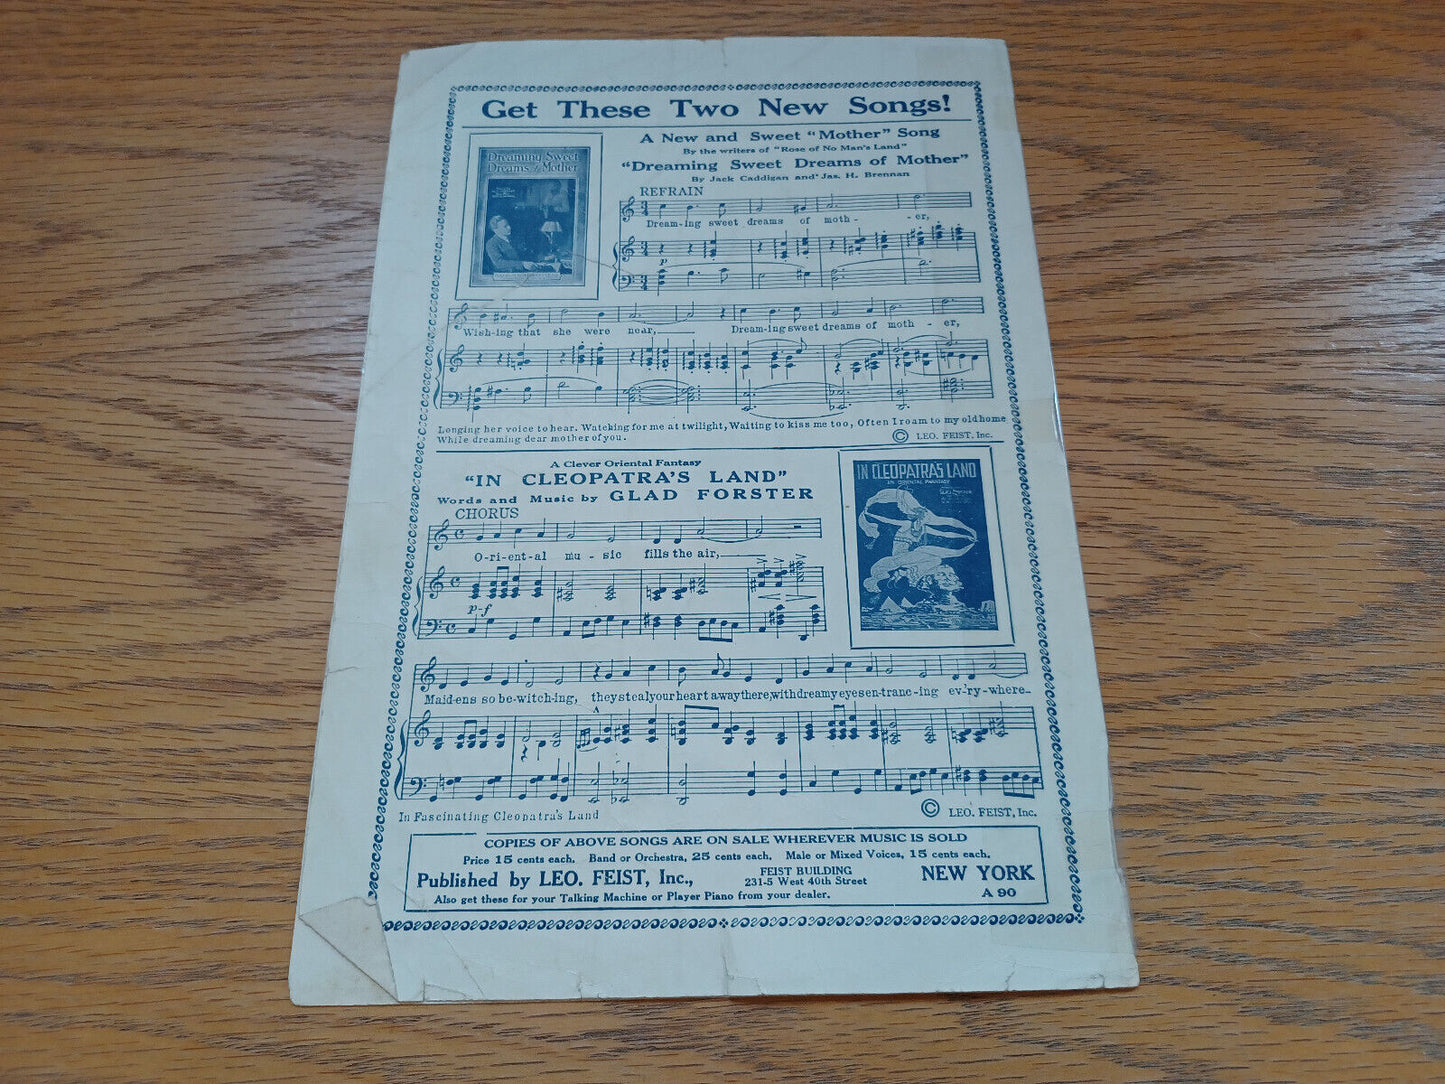 Get These Two New Songs!
Dreaming Sweet
Dreams of Mother
A New and Sweet "Mother" Song
By the writers of "Rose of No Man's Land"
"Dreaming Sweet Dreams of Mother"
By Jack Caddigan and Jas. H. Brennan
REFRAIN
Dream-ing sweet dreams of moth - - er,
p
Wish-ing that she were near, Dream-ing sweet dreams of moth - er,
Longing her voice to hear. Watching for me at twilight, Waiting to kiss me too, Often I roam to my old home
While dreaming dear mother of you.
© LEO. FEIST, Inc.
A Clever Oriental Fantasy
"IN CLEOPATRA'S LAND"
Words and Music by GLAD FORSTER
IN CLEOPATRA'S LAND
AN ORIENTAL FANTASY
CHORUS
O-ri-ent-al mu - sic fills the air,
p-f
Maid-ens so be-witch-ing, they steal your heart away there, with dreamy eyes en-tranc-ing ev-'ry-where
In Fascinating Cleopatra's Land
© LEO. FEIST, Inc.
COPIES OF ABOVE SONGS ARE ON SALE WHEREVER MUSIC IS SOLD
Price 15 cents each. Band or Orchestra, 25 cents each. Male or Mixed Voices, 15 cents each.
Published by LEO. FEIST, Inc., FEIST BUILDING NEW YORK
231-5 West 40th Street
Also get these for your Talking Machine or Player Piano from your dealer. A 90